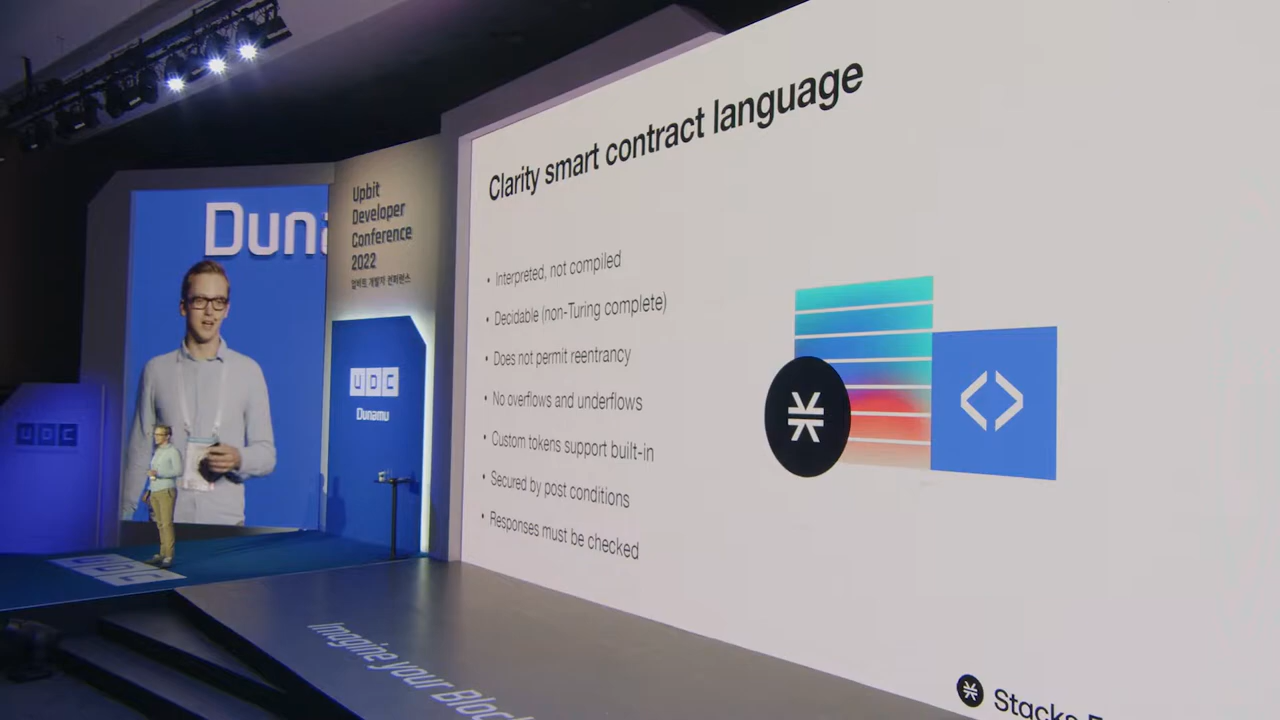 Duna
Upbit
Developer
Conference
2022
업비트 개발자 컨퍼런스
UDC
Dunamu
UDC
UDC
Imagine your Block
Clarity smart contract language
• Interpreted, not compiled
• Decidable (non-Turing complete)
• Does not permit reentrancy
• No overflows and underflows
• Custom tokens support built-in
• Secured by post conditions
• Responses must be checked
Stacks